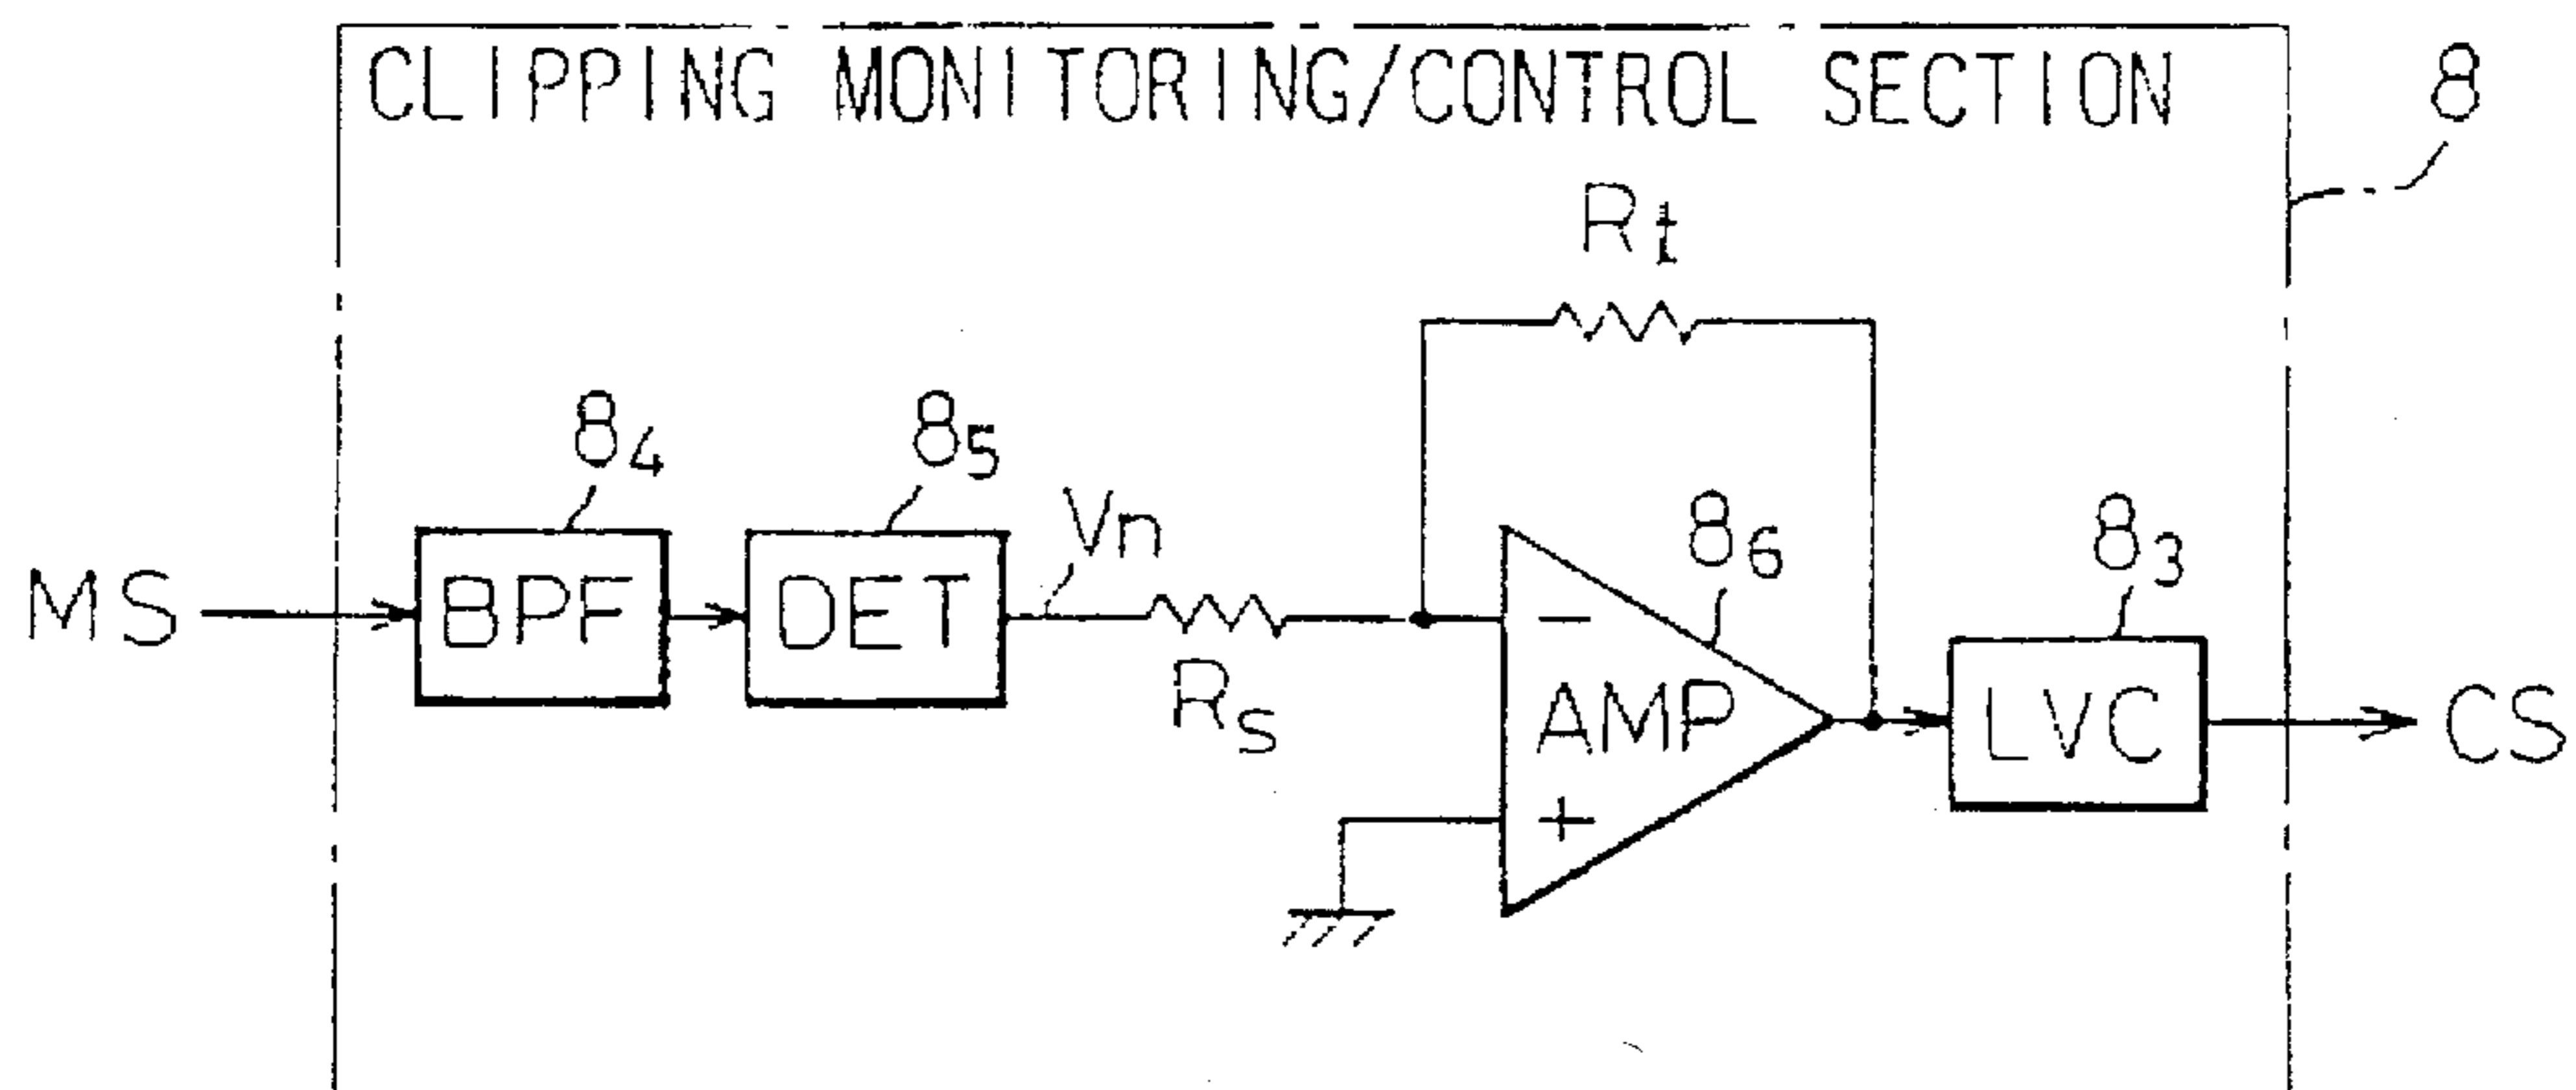 CLIPPING MONITORING/CONTROL SECTION
8
Rt
84
85
Vn
86
83
MS
BPF
DET
Rs
−
AMP
+
LVC
CS